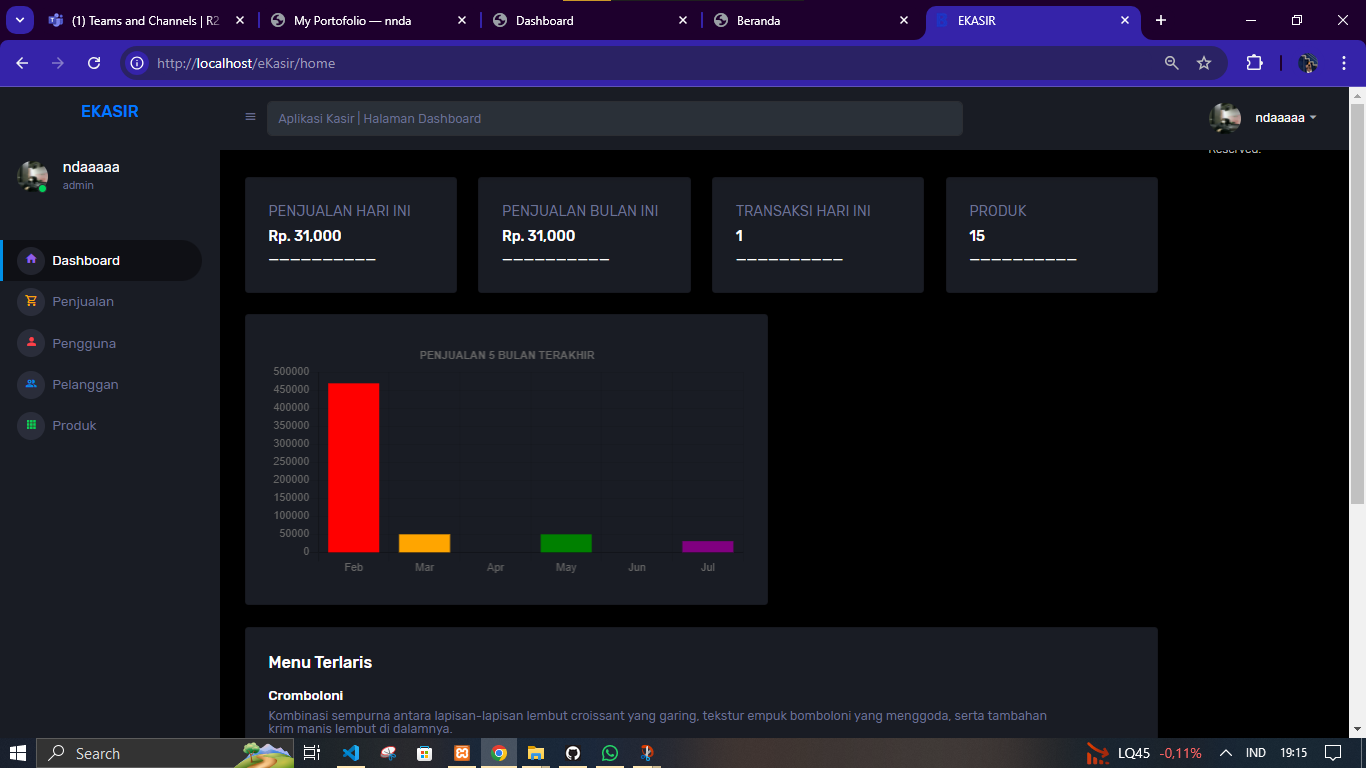 (1) Teams and Channels | R2
My Portofolio — nnda
Dashboard
Beranda
EKASIR
http://localhost/eKasir/home
EKASIR
Aplikasi Kasir | Halaman Dashboard
ndaaaaa
Reserved.
ndaaaaa
admin
Dashboard
Penjualan
Pengguna
Pelanggan
Produk
PENJUALAN HARI INI
Rp. 31,000
__________
PENJUALAN BULAN INI
Rp. 31,000
__________
TRANSAKSI HARI INI
1
__________
PRODUK
15
__________
PENJUALAN 5 BULAN TERAKHIR
500000
450000
400000
350000
300000
250000
200000
150000
100000
50000
0
Feb Mar Apr May Jun Jul
Menu Terlaris
Cromboloni
Kombinasi sempurna antara lapisan-lapisan lembut croissant yang garing, tekstur empuk bomboloni yang menggoda, serta tambahan
krim manis lembut di dalamnya.
Search
LQ45 -0,11%
IND
19:15